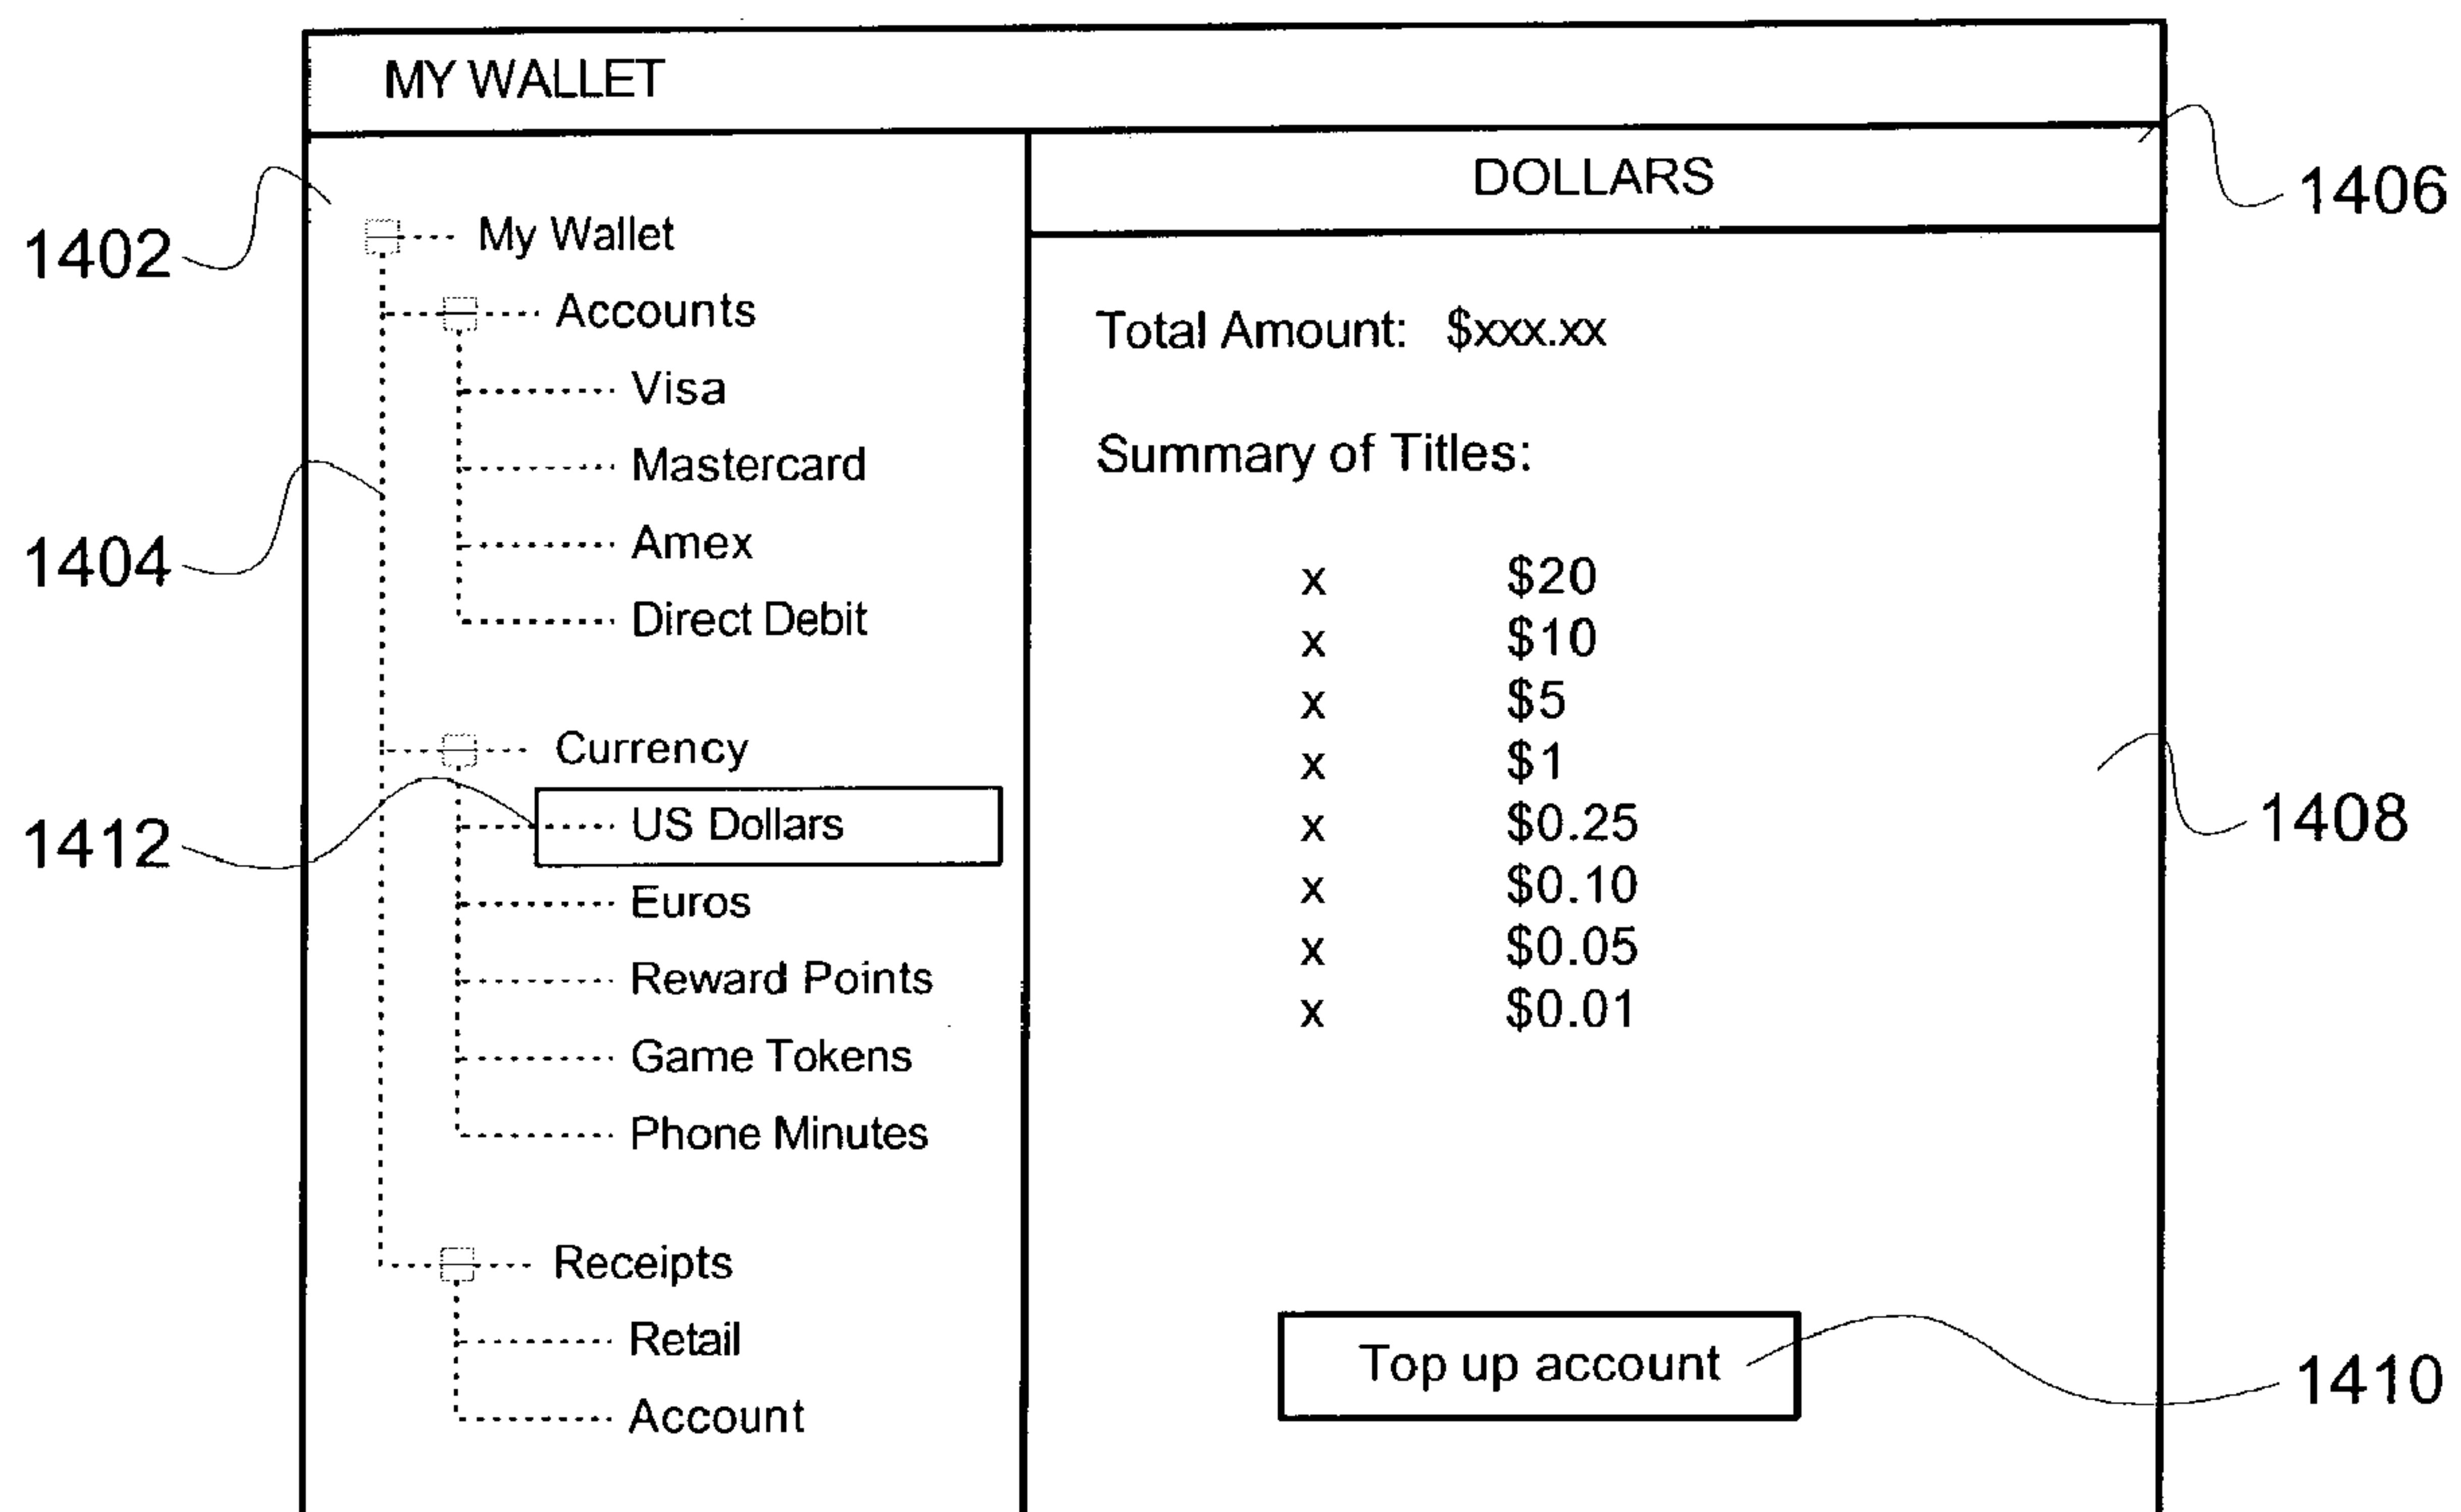 MY WALLET
DOLLARS
1406
1402
My Wallet
Accounts
Visa
Mastercard
1404
Amex
Direct Debit
Currency
1412
US Dollars
Euros
Reward Points
Game Tokens
Phone Minutes
Receipts
Retail
Account
Total Amount: $xxx.xx
Summary of Titles:
x $20
x $10
x $5
x $1
x $0.25
x $0.10
x $0.05
x $0.01
1408
Top up account
1410